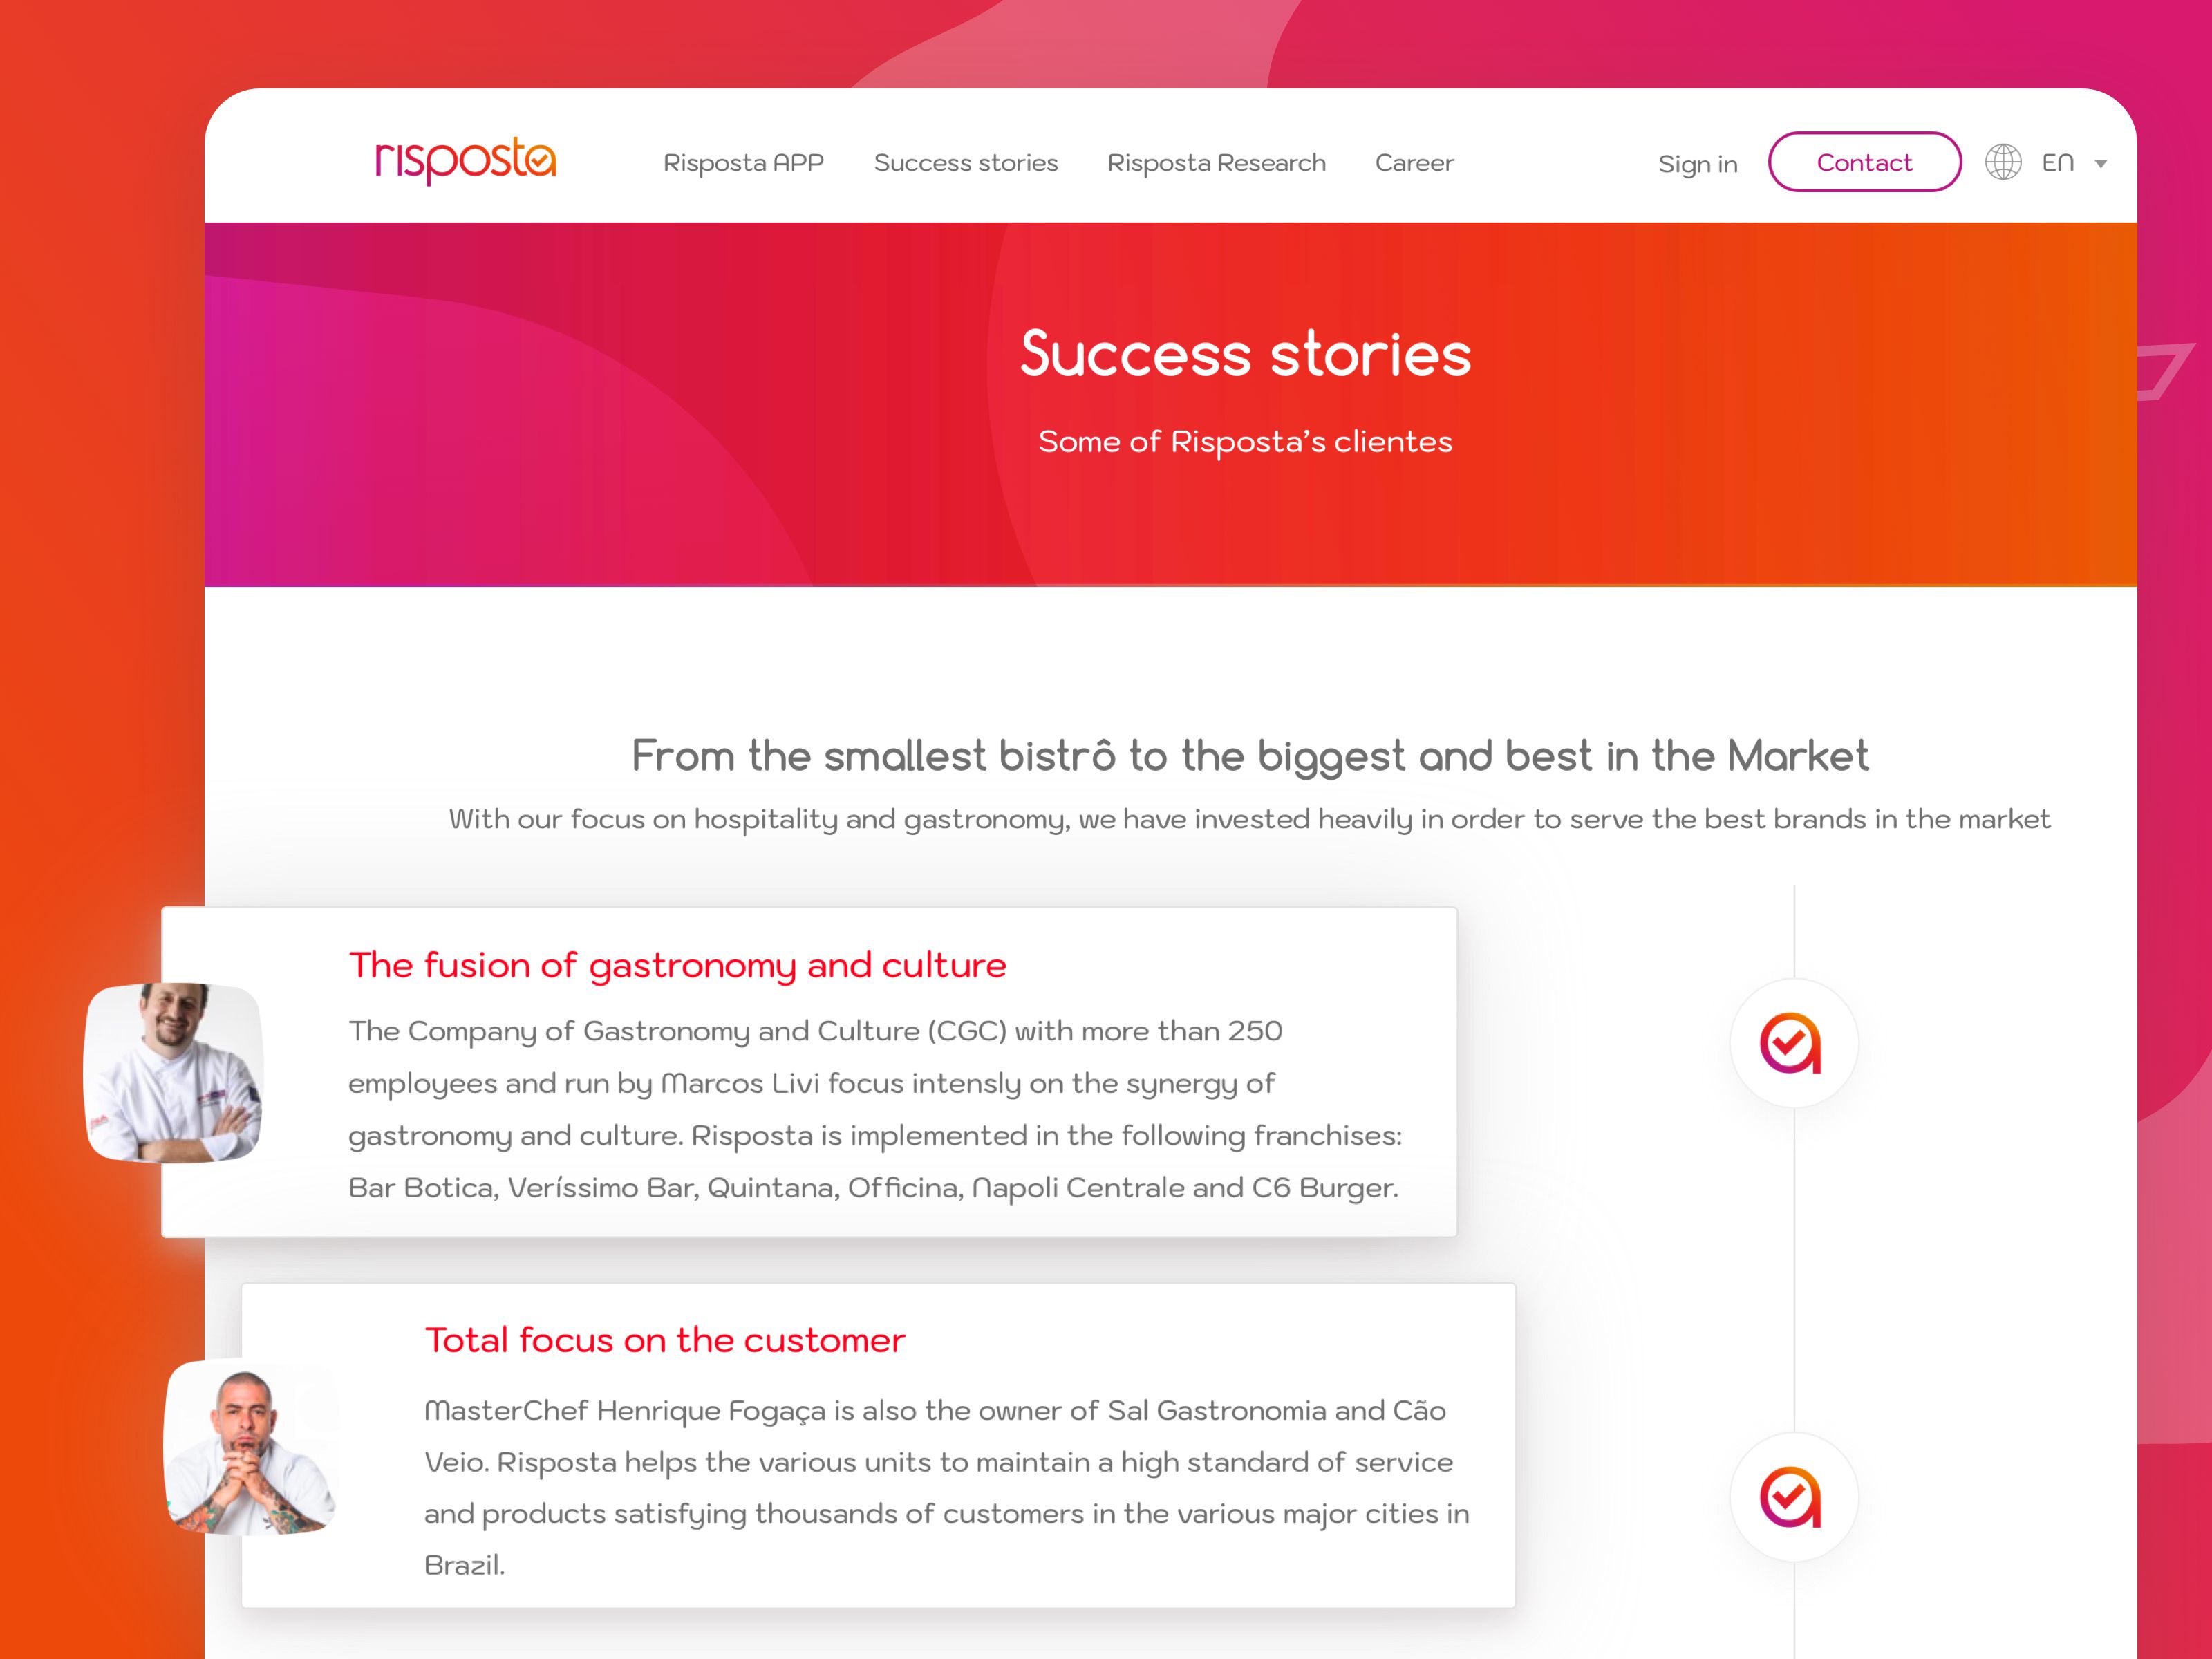 risposta
Risposta APP
Success stories
Risposta Research
Career
Sign in
Contact
EN
Success stories
Some of Risposta’s clientes
From the smallest bistrô to the biggest and best in the Market
With our focus on hospitality and gastronomy, we have invested heavily in order to serve the best brands in the market
The fusion of gastronomy and culture
The Company of Gastronomy and Culture (CGC) with more than 250
employees and run by Marcos Livi focus intensly on the synergy of
gastronomy and culture. Risposta is implemented in the following franchises:
Bar Botica, Veríssimo Bar, Quintana, Officina, Napoli Centrale and C6 Burger.
Total focus on the customer
MasterChef Henrique Fogaça is also the owner of Sal Gastronomia and Cão
Veio. Risposta helps the various units to maintain a high standard of service
and products satisfying thousands of customers in the various major cities in
Brazil.